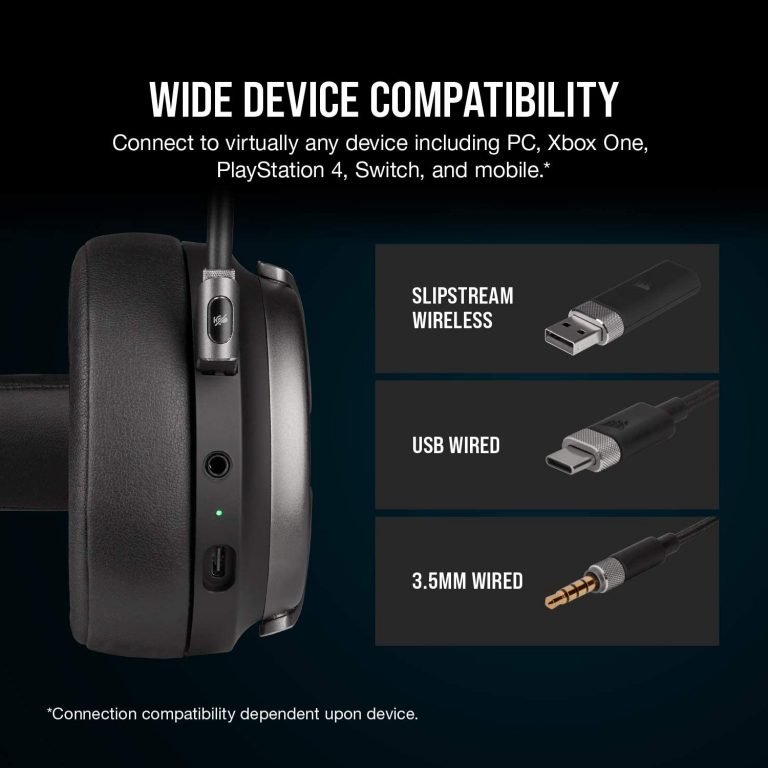 WIDE DEVICE COMPATIBILITY
Connect to virtually any device including PC, Xbox One,
PlayStation 4, Switch, and mobile.*
SLIPSTREAM
WIRELESS
USB WIRED
3.5MM WIRED
*Connection compatibility dependent upon device.